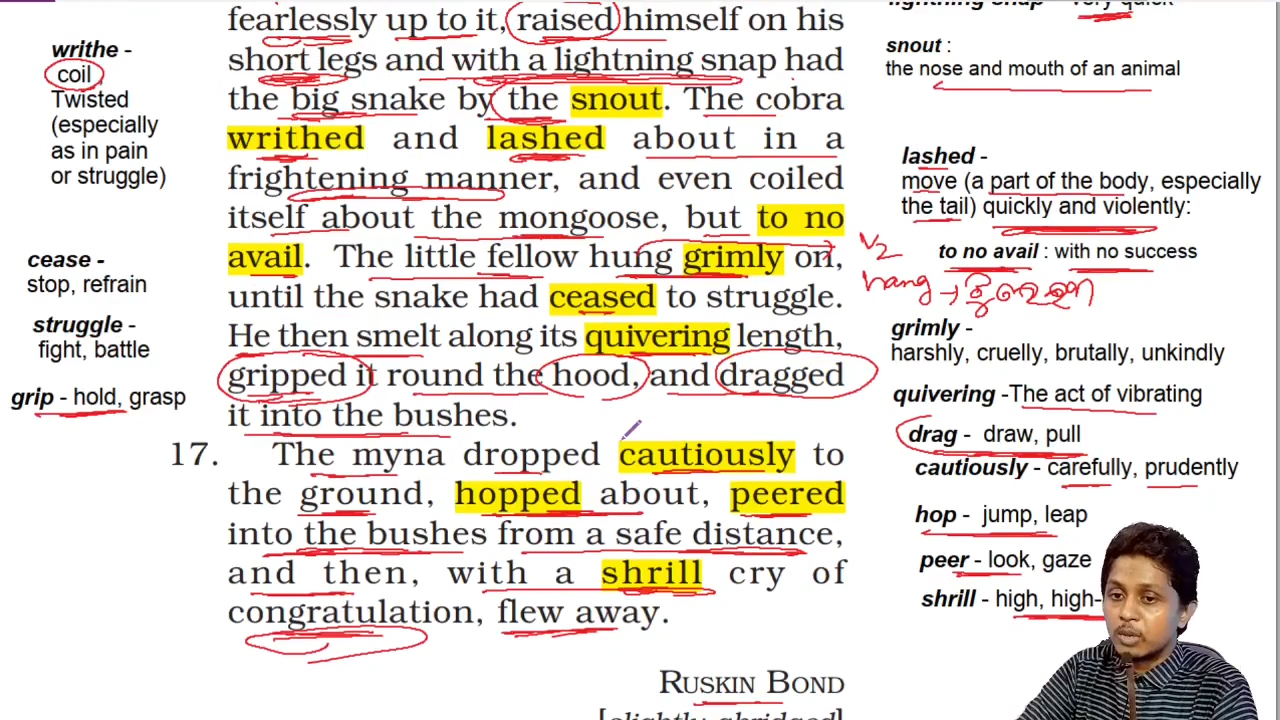 writhe -
coil
Twisted
(especially
as in pain
or struggle)
cease -
stop, refrain
struggle -
fight, battle
grip - hold, grasp
fearlessly up to it, raised himself on his
short legs and with a lightning snap had
the big snake by the snout. The cobra
writhed and lashed about in a
frightening manner, and even coiled
itself about the mongoose, but to no
avail. The little fellow hung grimly on,
until the snake had ceased to struggle.
He then smelt along its quivering length,
gripped it round the hood, and dragged
it into the bushes.
17. The myna dropped cautiously to
the ground, hopped about, peered
into the bushes from a safe distance,
and then, with a shrill cry of
congratulation, flew away.
RUSKIN BOND
[slightly abridged]
lightning snap - very quick
snout :
the nose and mouth of an animal
lashed -
move (a part of the body, especially
the tail) quickly and violently:
to no avail : with no success
V2
hang →
grimly -
harshly, cruelly, brutally, unkindly
quivering -The act of vibrating
drag - draw, pull
cautiously - carefully, prudently
hop - jump, leap
peer - look, gaze
shrill - high, high-